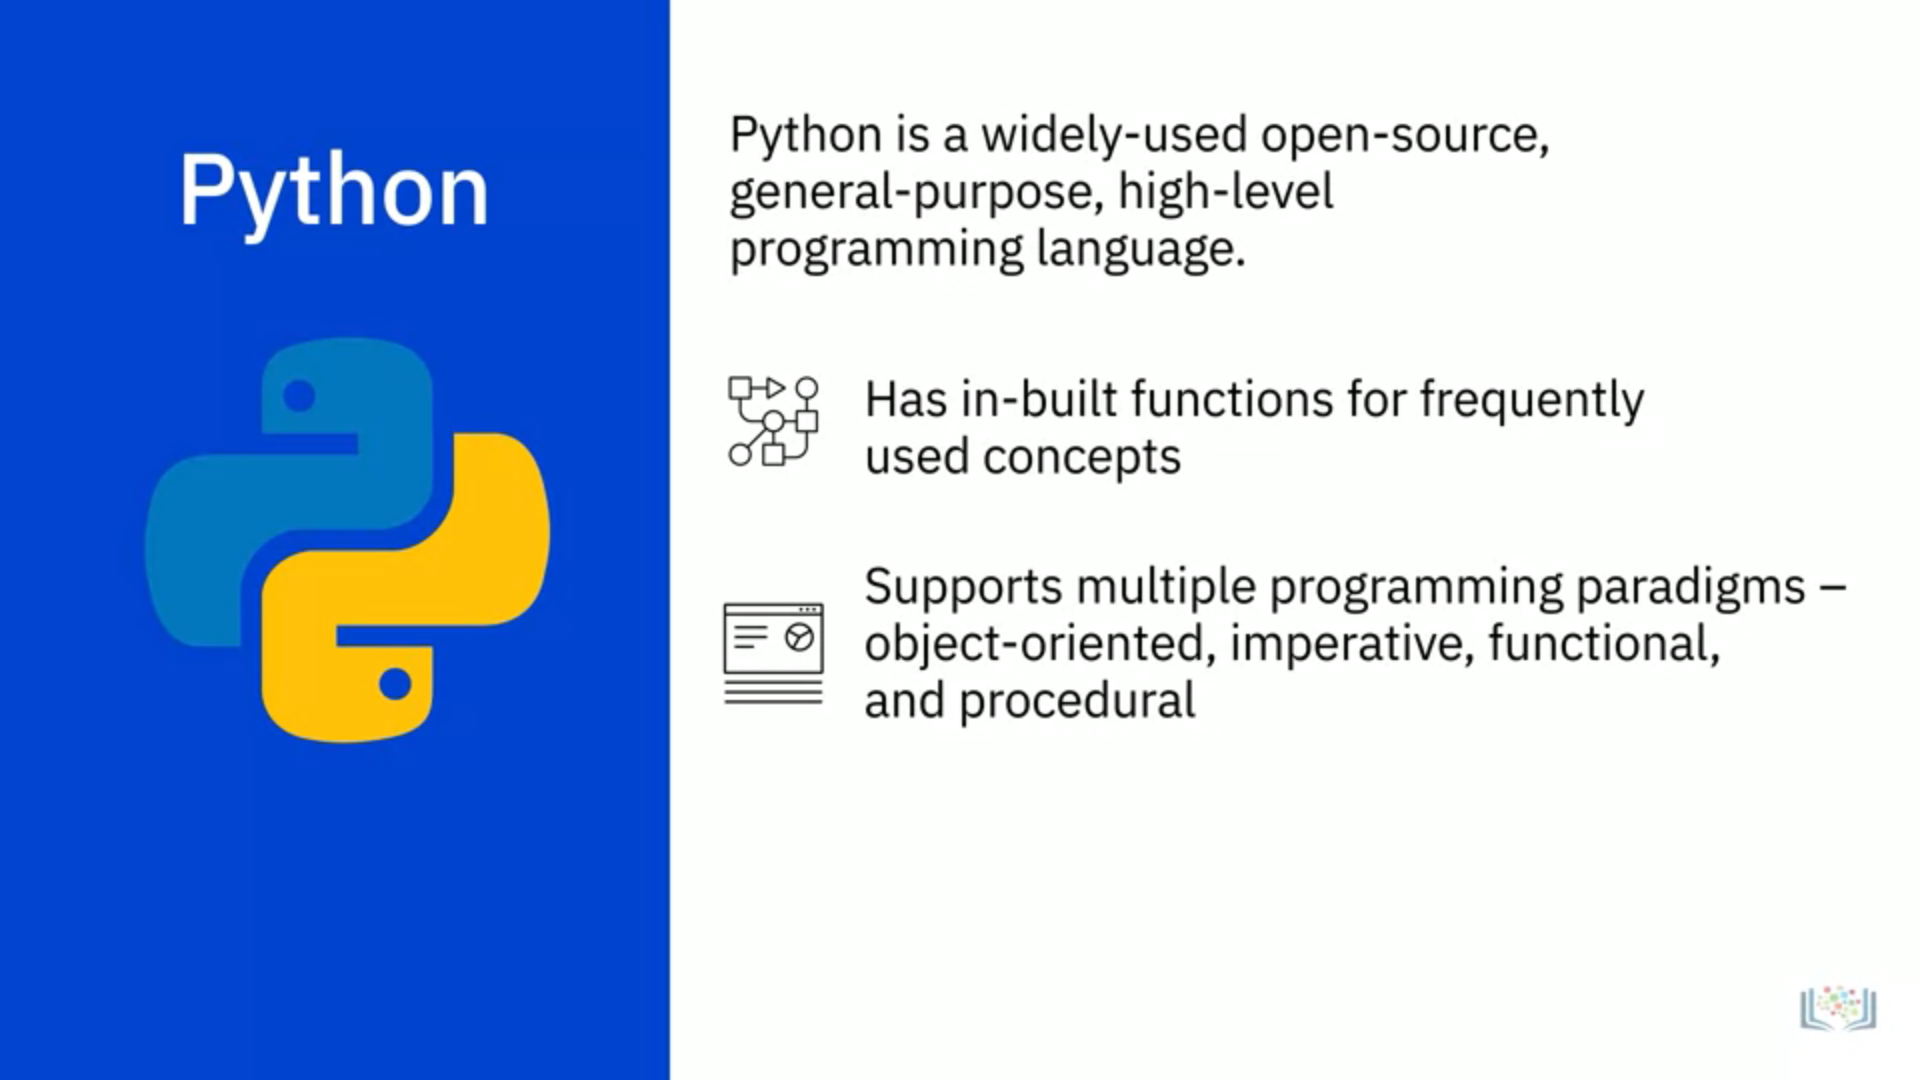 Python
Python is a widely-used open-source,
general-purpose, high-level
programming language.
Has in-built functions for frequently
used concepts
Supports multiple programming paradigms –
object-oriented, imperative, functional,
and procedural